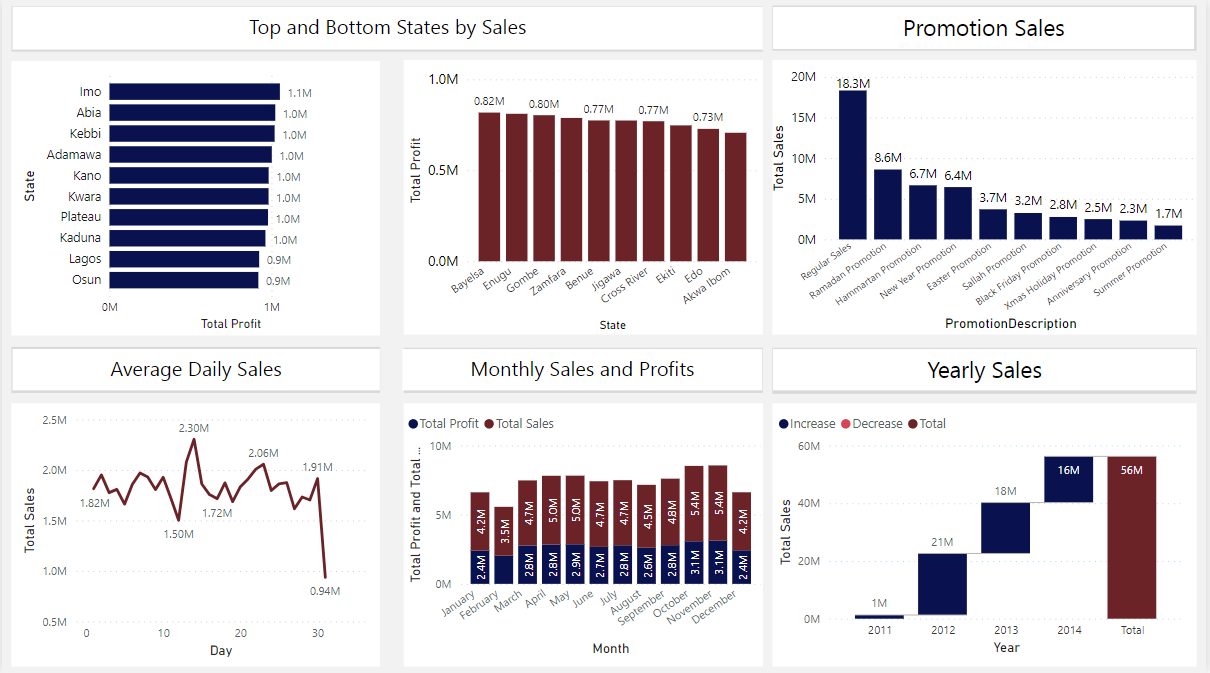 Top and Bottom States by Sales
Promotion Sales
State
Imo 1.1M
Abia 1.0M
Kebbi 1.0M
Adamawa 1.0M
Kano 1.0M
Kwara 1.0M
Plateau 1.0M
Kaduna 1.0M
Lagos 0.9M
Osun 0.9M
0M 1M
Total Profit
Total Profit
1.0M
0.5M
0.0M
0.82M 0.80M 0.77M 0.77M 0.73M
Bayelsa Enugu Gombe Zamfara Benue Jigawa Cross River Ekiti Edo Akwa Ibom
State
Total Sales
20M
15M
10M
5M
0M
18.3M 8.6M 6.7M 6.4M 3.7M 3.2M 2.8M 2.5M 2.3M 1.7M
Regular Sales Ramadan Promotion Hammartan Promotion New Year Promotion Easter Promotion Sallah Promotion Black Friday Promotion Xmas Holiday Promotion Anniversary Promotion Summer Promotion
PromotionDescription
Average Daily Sales
Monthly Sales and Profits
Yearly Sales
Total Sales
2.5M
2.0M
1.5M
1.0M
0.5M
1.82M 1.50M 2.30M 1.72M 2.06M 1.91M 0.94M
0 10 20 30
Day
Total Profit Total Sales
Total Profit and Total ...
10M
5M
0M
4.2M 3.5M 4.7M 5.0M 5.0M 4.7M 4.7M 4.5M 4.8M 5.4M 5.4M 4.2M
2.4M 2.8M 2.8M 2.9M 2.7M 2.8M 2.6M 2.8M 3.1M 3.1M 2.4M
January February March April May June July August September October November December
Month
Increase Decrease Total
Total Sales
60M
40M
20M
0M
1M 21M 18M 16M 56M
2011 2012 2013 2014 Total
Year